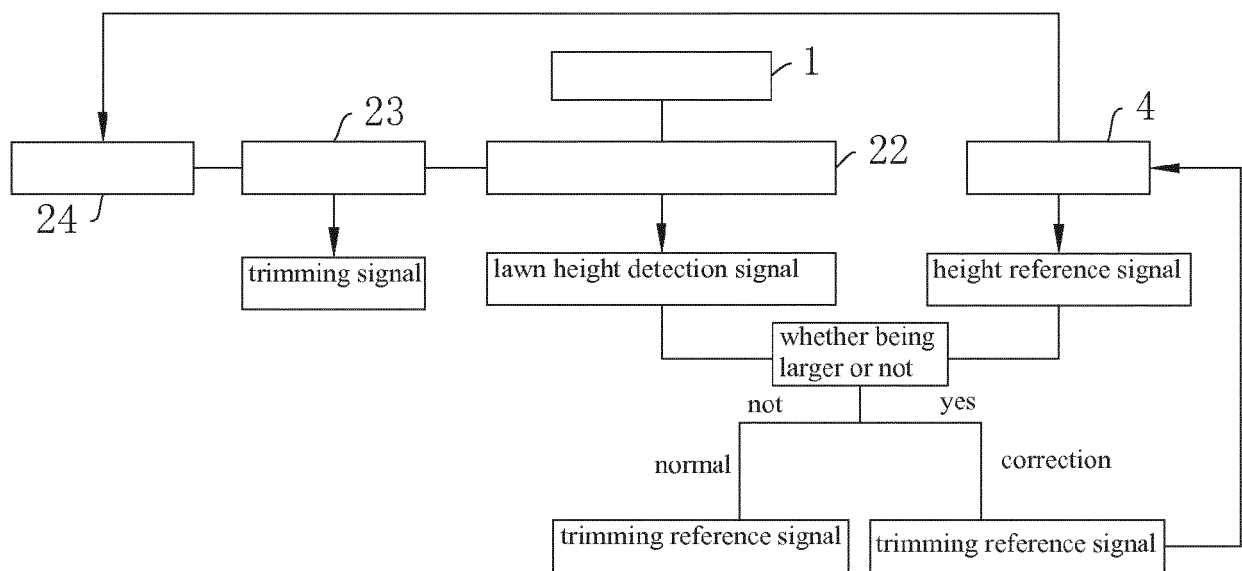 1
23
4
22
24
trimming signal
lawn height detection signal
height reference signal
whether being
larger or not
not
yes
normal
correction
trimming reference signal
trimming reference signal